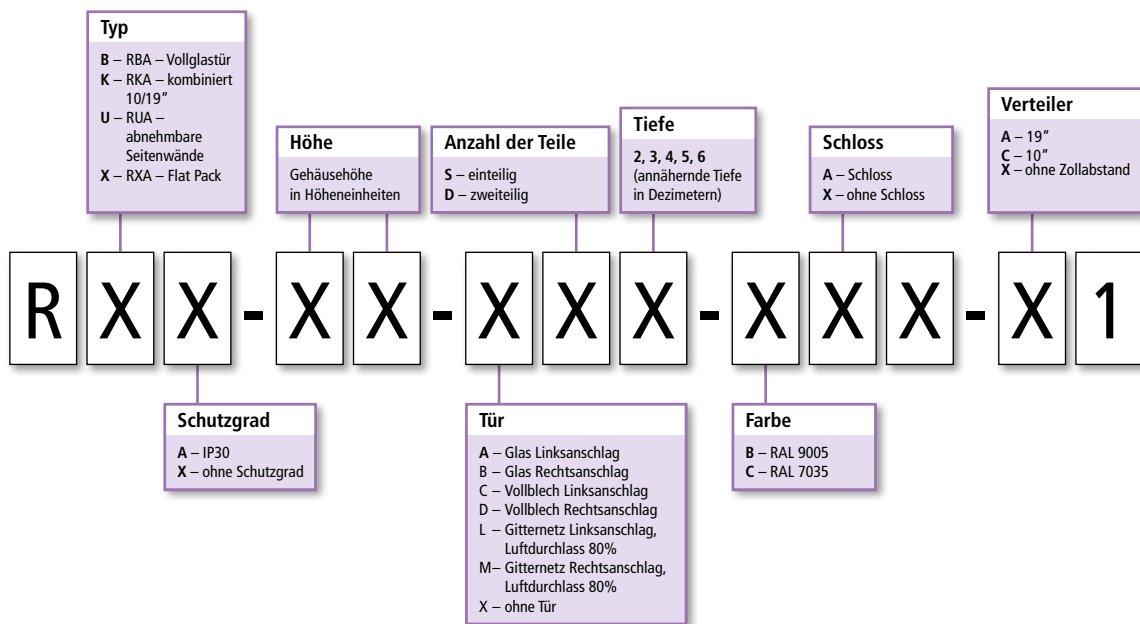 Typ
B – RBA – Vollglastür
K – RKA – kombiniert
10/19”
U – RUA –
abnehmbare
Seitenwände
X – RXA – Flat Pack
Höhe
Gehäusehöhe
in Höheneinheiten
Anzahl der Teile
S – einteilig
D – zweiteilig
Tiefe
2, 3, 4, 5, 6
(annähernde Tiefe
in Dezimetern)
Schloss
A – Schloss
X – ohne Schloss
Verteiler
A – 19”
C – 10”
X – ohne Zollabstand
R X X - X X - X X X - X X X - X 1
Schutzgrad
A – IP30
X – ohne Schutzgrad
Tür
A – Glas Linksanschlag
B – Glas Rechtsanschlag
C – Vollblech Linksanschlag
D – Vollblech Rechtsanschlag
L – Gitternetz Linksanschlag,
Luftdurchlass 80%
M– Gitternetz Rechtsanschlag,
Luftdurchlass 80%
X – ohne Tür
Farbe
B – RAL 9005
C – RAL 7035